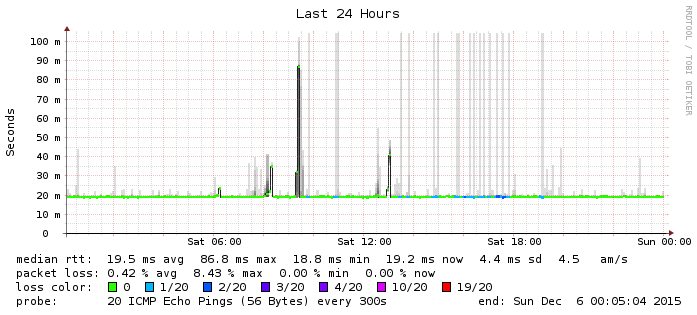 Last 24 Hours
RRDTOOL / TOBI OETIKER
Seconds
100 m
90 m
80 m
70 m
60 m
50 m
40 m
30 m
20 m
10 m
0
Sat 06:00 Sat 12:00 Sat 18:00 Sun 00:00
median rtt: 19.5 ms avg 86.8 ms max 18.8 ms min 19.2 ms now 4.4 ms sd 4.5 am/s
packet loss: 0.42 % avg 8.43 % max 0.00 % min 0.00 % now
loss color: 0 1/20 2/20 3/20 4/20 10/20 19/20
probe: 20 ICMP Echo Pings (56 Bytes) every 300s end: Sun Dec 6 00:05:04 2015